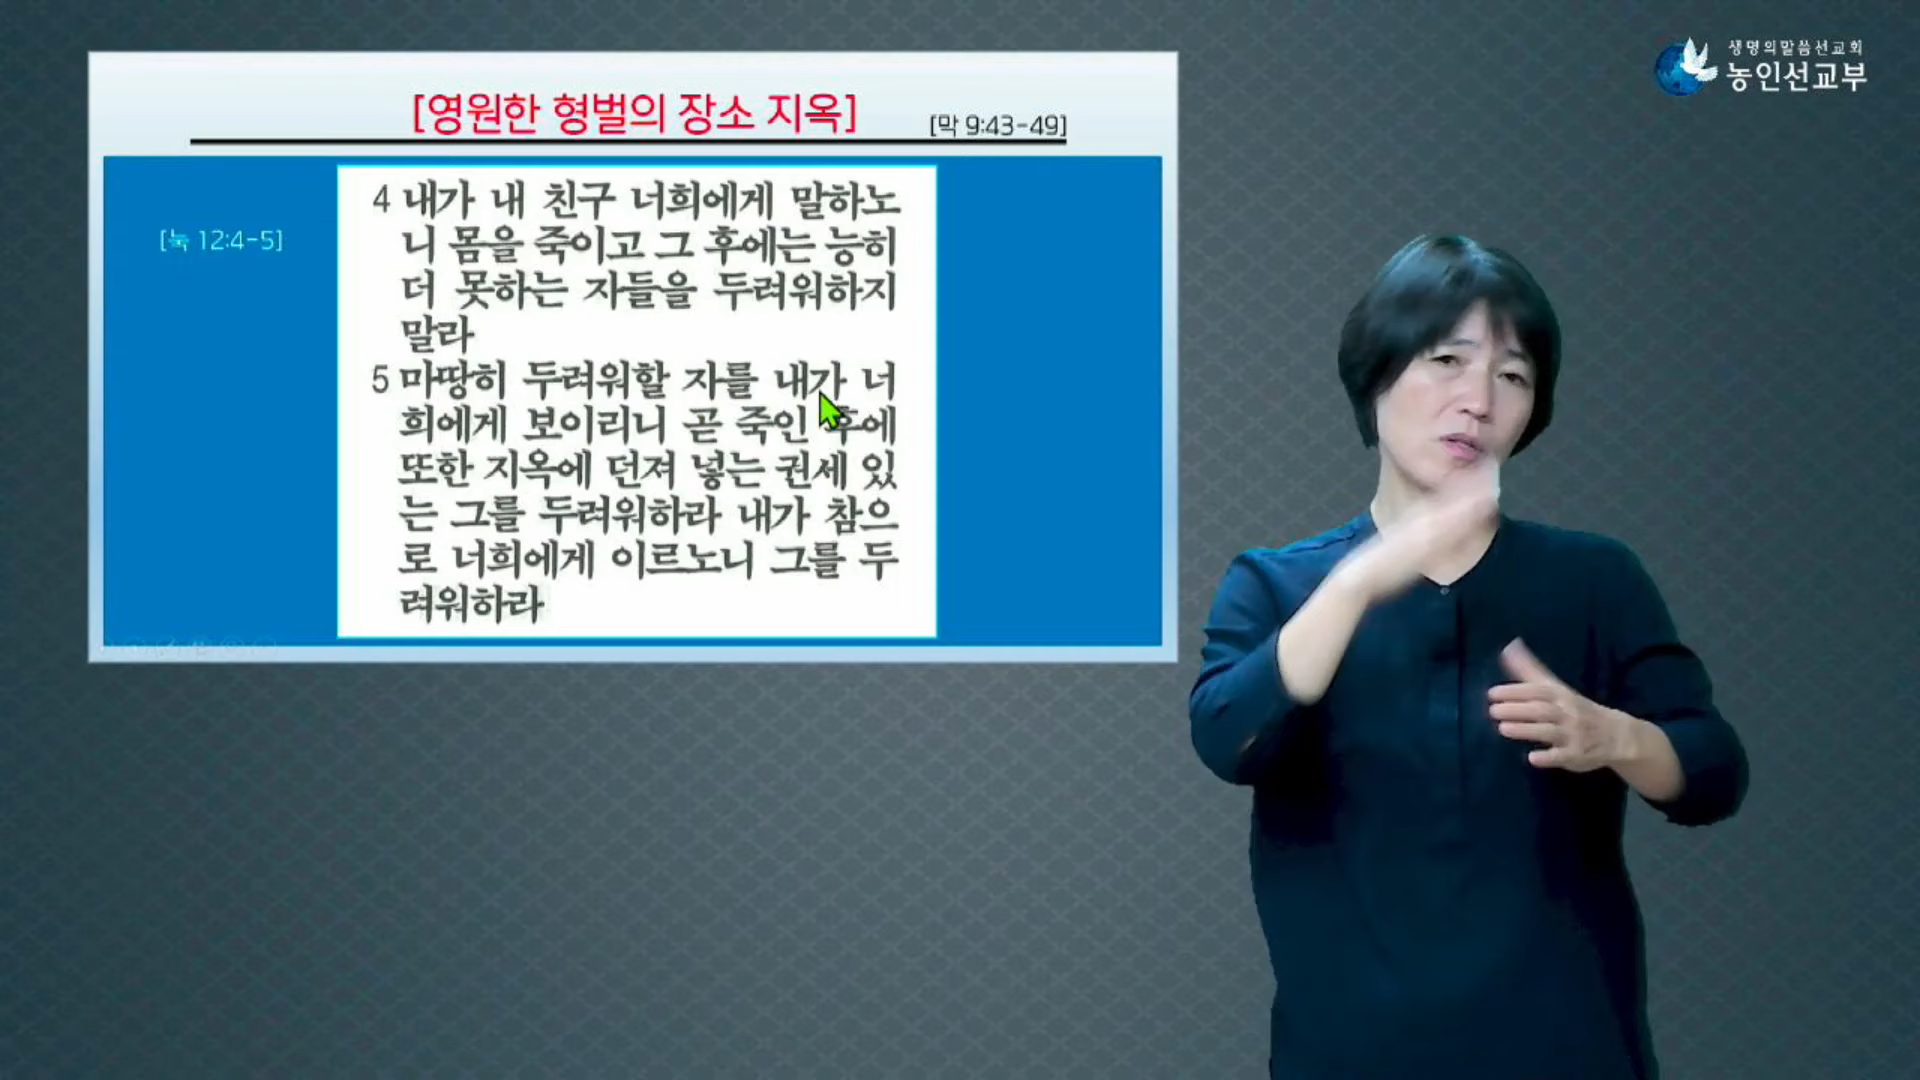 생명의말씀선교회
농인선교부
[영원한 형벌의 장소 지옥]
[막 9:43-49]
[눅 12:4-5]
4 내가 내 친구 너희에게 말하노
니 몸을 죽이고 그 후에는 능히
더 못하는 자들을 두려워하지
말라
5 마땅히 두려워할 자를 내가 너
희에게 보이리니 곧 죽인 후에
또한 지옥에 던져 넣는 권세 있
는 그를 두려워하라 내가 참으
로 너희에게 이르노니 그를 두
려워하라